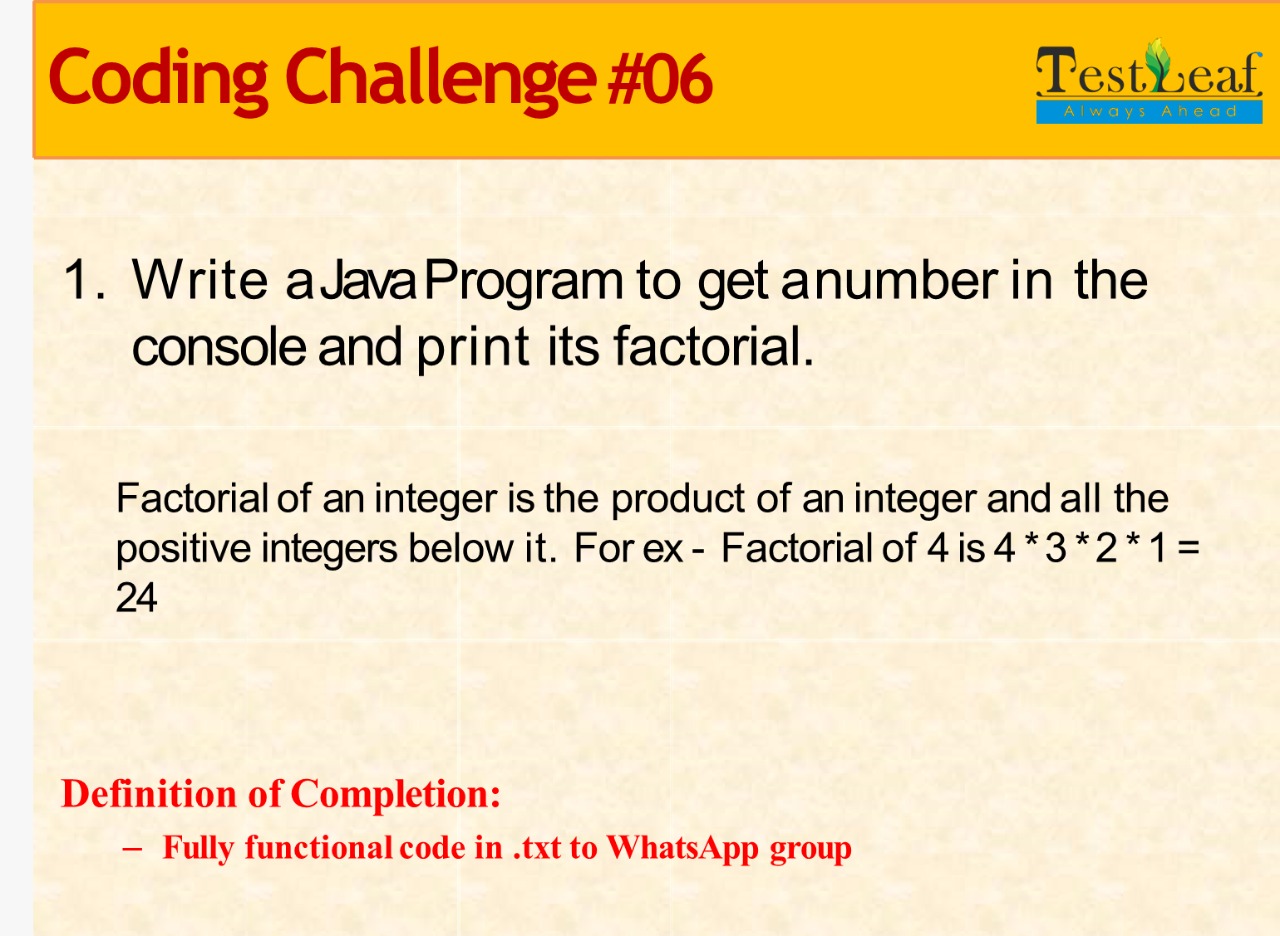 Coding Challenge #06
TestLeaf
Always Ahead
1. Write a Java Program to get a number in the
console and print its factorial.
Factorial of an integer is the product of an integer and all the
positive integers below it. For ex - Factorial of 4 is 4 * 3 * 2 * 1 =
24
Definition of Completion:
– Fully functional code in .txt to WhatsApp group